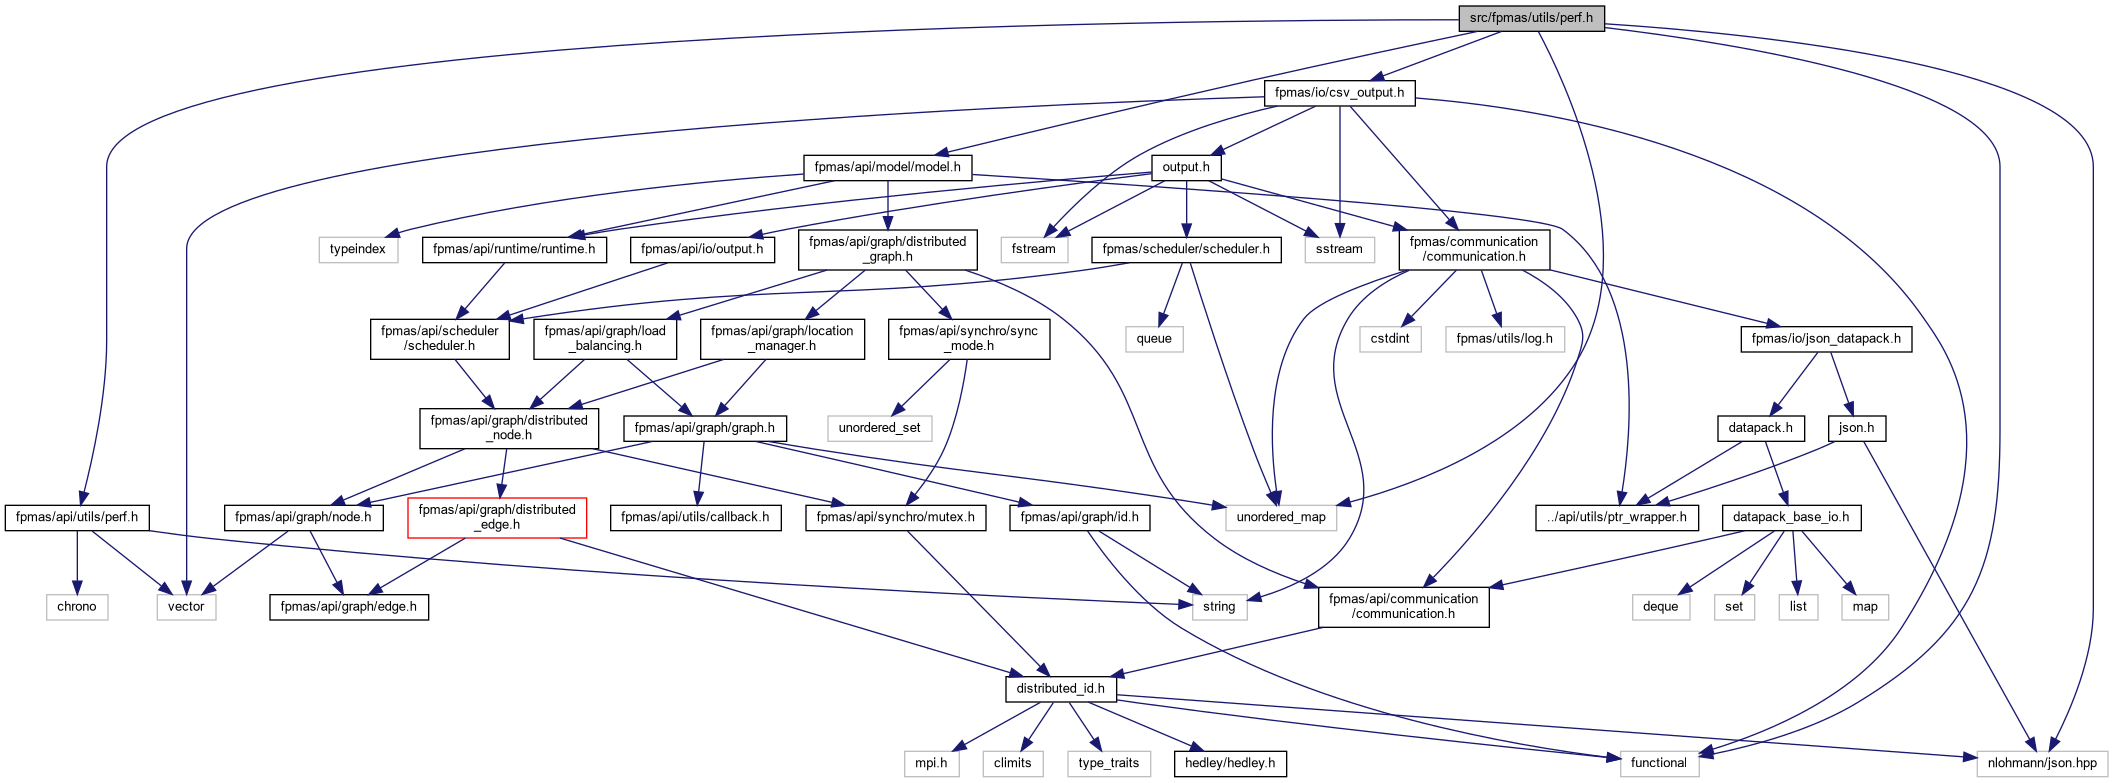 src/fpmas/utils/perf.h
fpmas/io/csv_output.h
fpmas/api/model/model.h
output.h
typeindex
fpmas/api/runtime/runtime.h
fpmas/api/io/output.h
fpmas/api/graph/distributed
_graph.h
fstream
fpmas/scheduler/scheduler.h
sstream
fpmas/communication
/communication.h
fpmas/api/scheduler
/scheduler.h
fpmas/api/graph/load
_balancing.h
fpmas/api/graph/location
_manager.h
fpmas/api/synchro/sync
_mode.h
queue
cstdint
fpmas/utils/log.h
fpmas/io/json_datapack.h
fpmas/api/graph/distributed
_node.h
fpmas/api/graph/graph.h
unordered_set
datapack.h
json.h
fpmas/api/utils/perf.h
fpmas/api/graph/node.h
fpmas/api/graph/distributed
_edge.h
fpmas/api/utils/callback.h
fpmas/api/synchro/mutex.h
fpmas/api/graph/id.h
unordered_map
../api/utils/ptr_wrapper.h
datapack_base_io.h
chrono
vector
fpmas/api/graph/edge.h
string
fpmas/api/communication
/communication.h
deque
set
list
map
distributed_id.h
mpi.h
climits
type_traits
hedley/hedley.h
functional
nlohmann/json.hpp